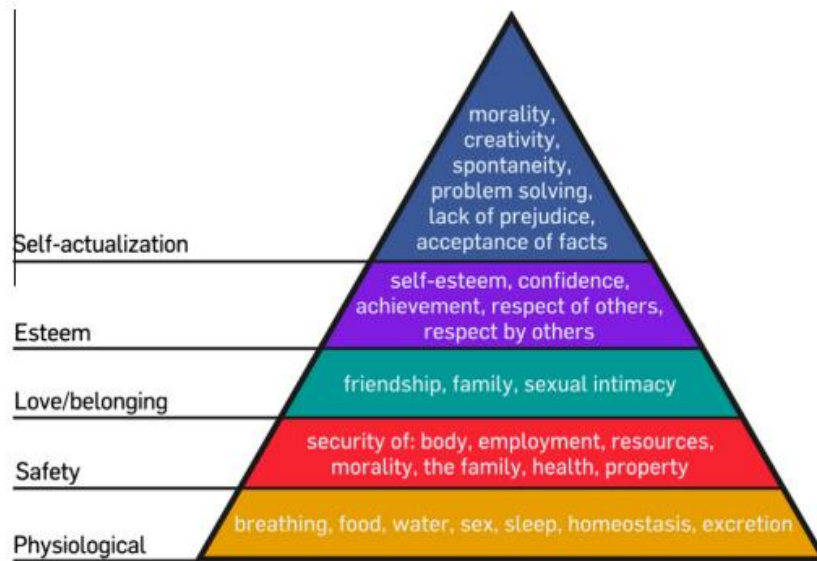 morality,
creativity,
spontaneity,
problem solving,
lack of prejudice,
acceptance of facts
Self-actualization
self-esteem, confidence,
achievement, respect of others,
respect by others
Esteem
friendship, family, sexual intimacy
Love/belonging
security of: body, employment, resources,
morality, the family, health, property
Safety
breathing, food, water, sex, sleep, homeostasis, excretion
Physiological